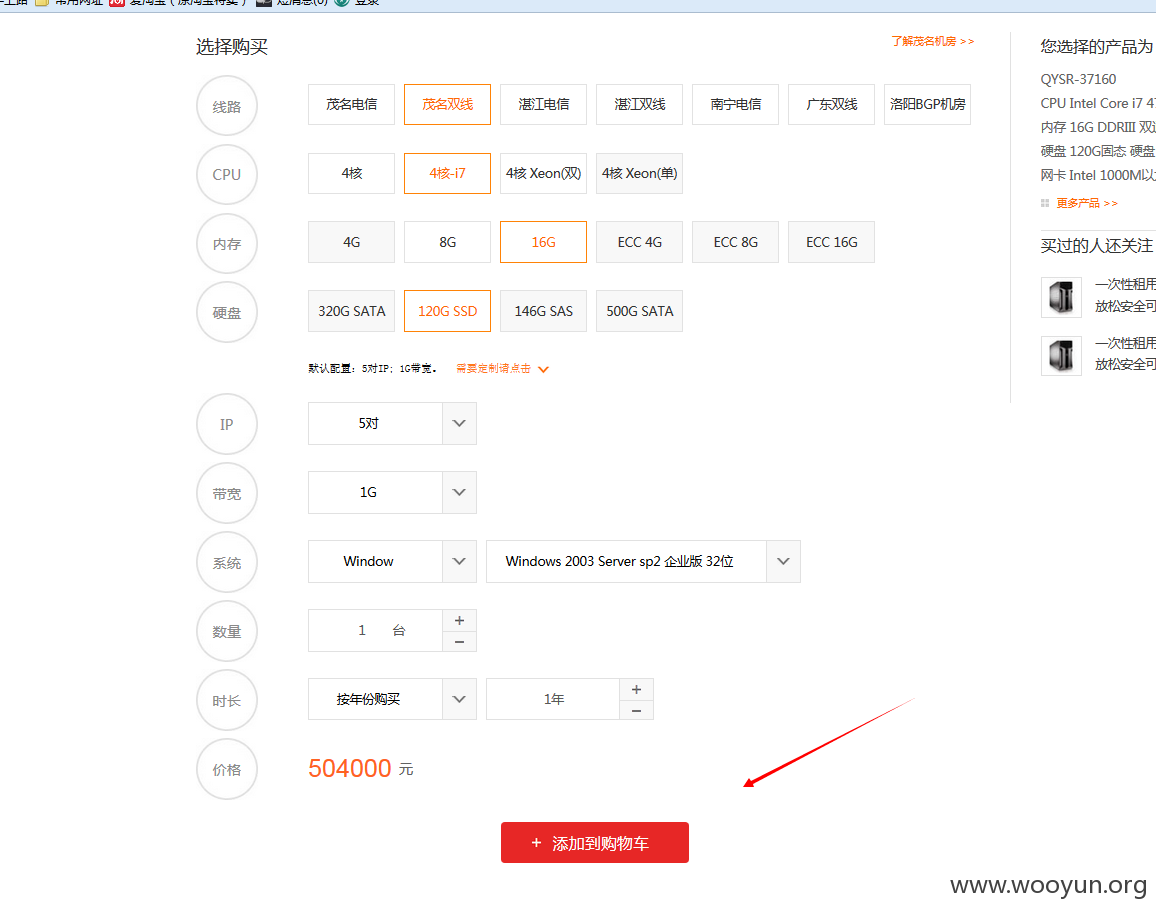 常用网址 爱淘宝 ( 原淘宝特卖 ) 短消息(0) 登录
选择购买
了解茂名机房 >>
线路 茂名电信 茂名双线 湛江电信 湛江双线 南宁电信 广东双线 洛阳BGP机房
CPU 4核 4核-i7 4核 Xeon(双) 4核 Xeon(单)
内存 4G 8G 16G ECC 4G ECC 8G ECC 16G
硬盘 320G SATA 120G SSD 146G SAS 500G SATA
默认配置：5对IP；1G带宽。 需要定制请点击
IP 5对
带宽 1G
系统 Window Windows 2003 Server sp2 企业版 32位
数量 1 台 + −
时长 按年份购买 1年 + −
价格 504000 元
+ 添加到购物车
您选择的产品为
QYSR-37160
CPU Intel Core i7 47
内存 16G DDRIII 双
硬盘 120G固态 硬盘
网卡 Intel 1000M以
更多产品 >>
买过的人还关注
一次性租用
放松安全可
一次性租用
放松安全可
www.wooyun.org